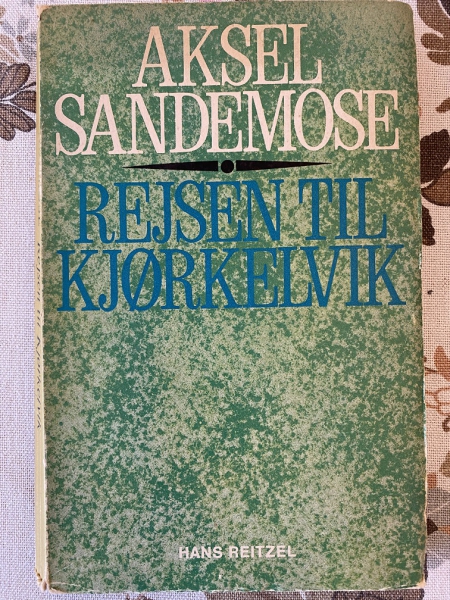 AKSEL
SANDEMOSE
REJSEN TIL
KJØRKELVIK
HANS REITZEL